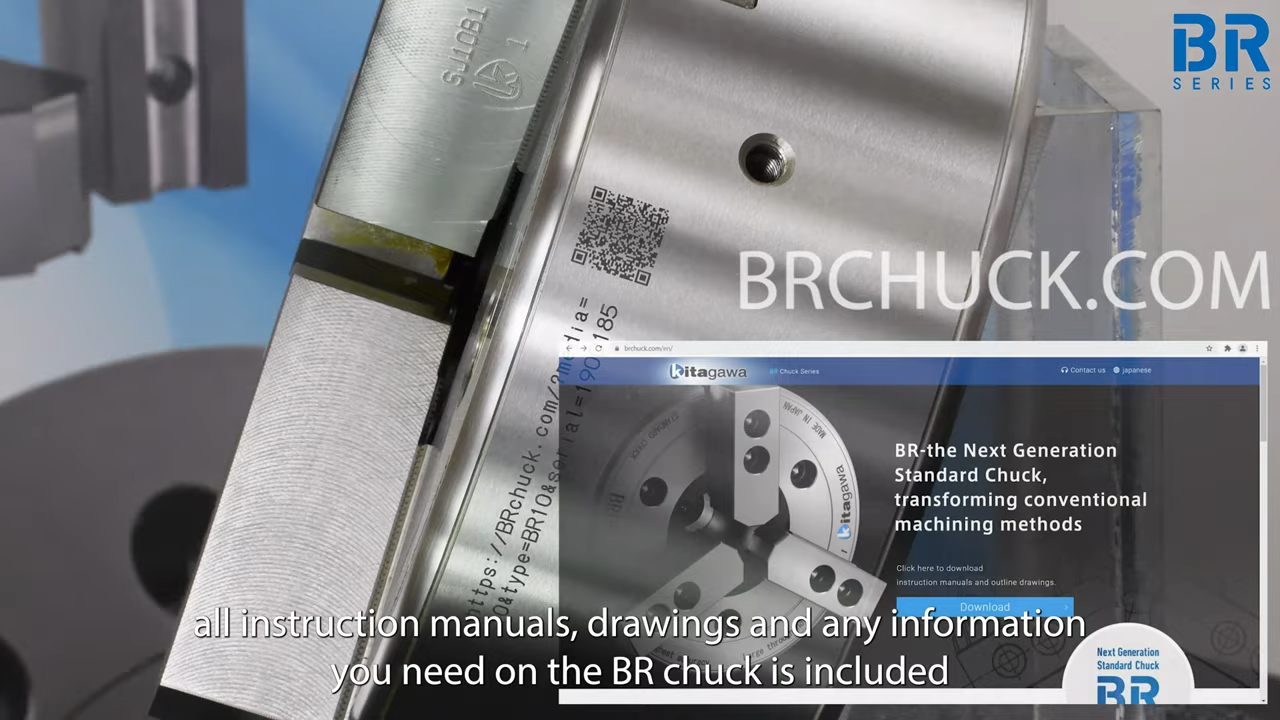 BR
SERIES
SJ10B1
1
BRCHUCK.COM
https://BRchuck.com/?media=
0&type=BR10&serial=190185
brchuck.com/en/
kitagawa
BR Chuck Series
Contact us
japanese
MADE IN JAPAN
kitagawa
BR-the Next Generation
Standard Chuck,
transforming conventional
machining methods
Click here to download
instruction manuals and outline drawings.
Download
all instruction manuals, drawings and any information
you need on the BR chuck is included
Next Generation
Standard Chuck
BR